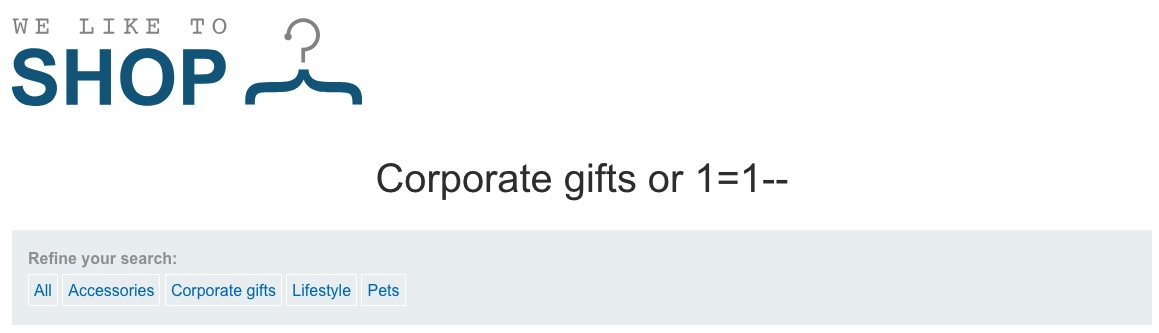 WE LIKE TO
SHOP
Corporate gifts or 1=1--
Refine your search:
All Accessories Corporate gifts Lifestyle Pets